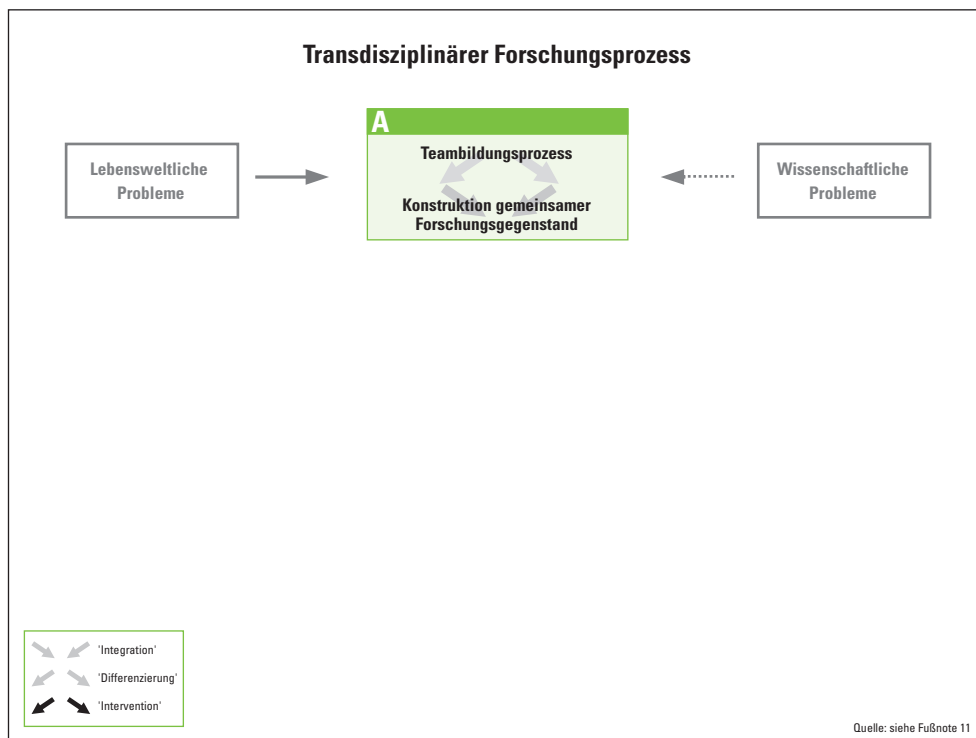 Transdisziplinärer Forschungsprozess
Lebensweltliche
Probleme
A
Teambildungsprozess
Konstruktion gemeinsamer
Forschungsgegenstand
Wissenschaftliche
Probleme
'Integration'
'Differenzierung'
'Intervention'
Quelle: siehe Fußnote 11